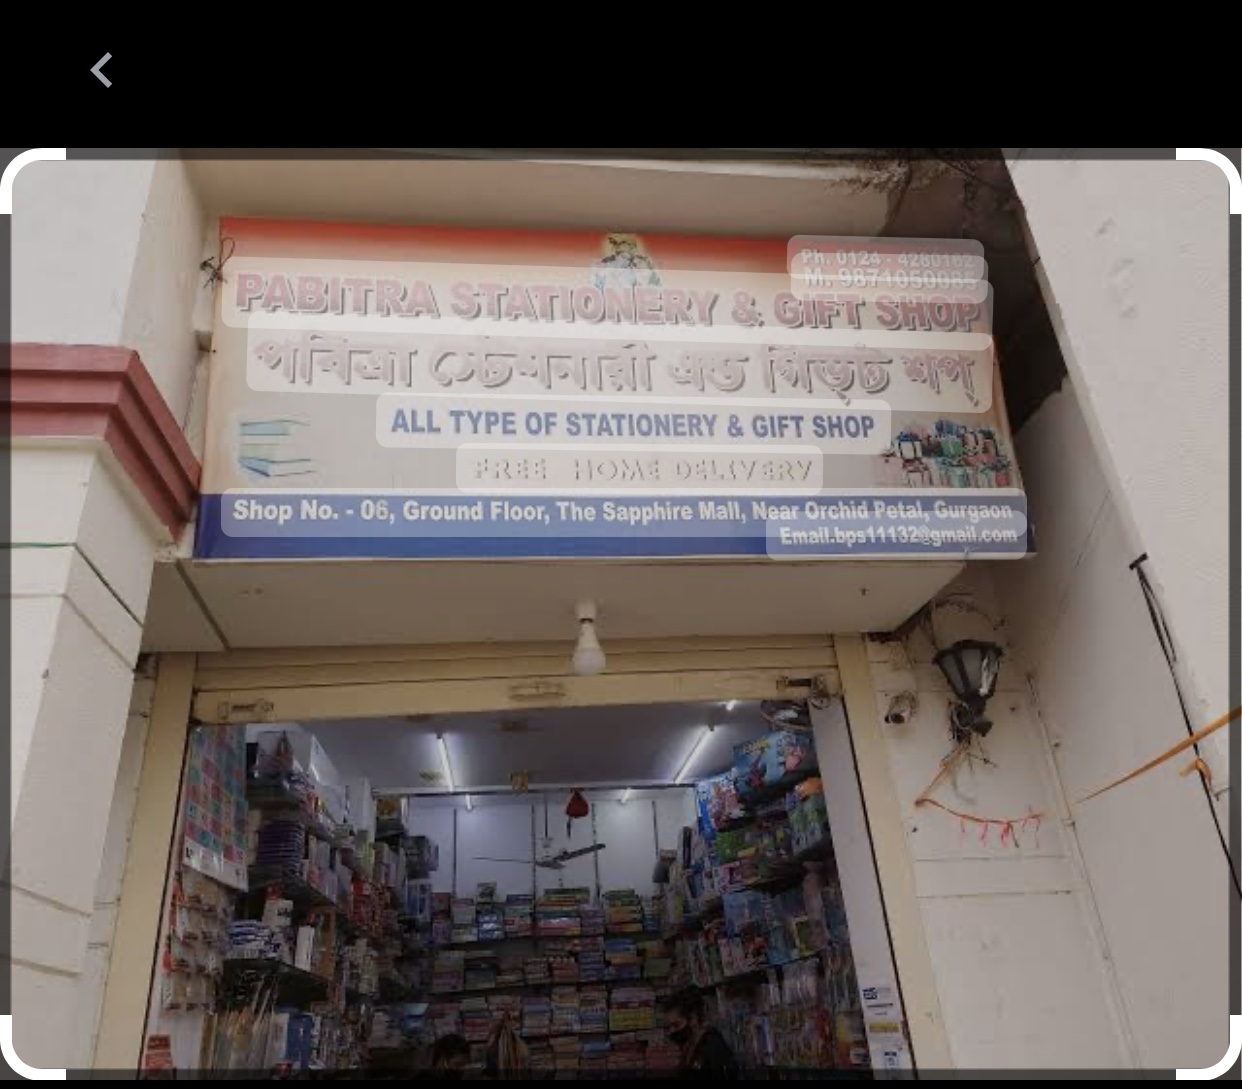 Ph. 0124 - 4280162
M. 9871050085
PABITRA STATIONERY & GIFT SHOP
পবিত্রা স্টেশনারী এন্ড গিফ্ট শপ্
ALL TYPE OF STATIONERY & GIFT SHOP
FREE HOME DELIVERY
Shop No. - 06, Ground Floor, The Sapphire Mall, Near Orchid Petal, Gurgaon
Email.bps11132@gmail.com